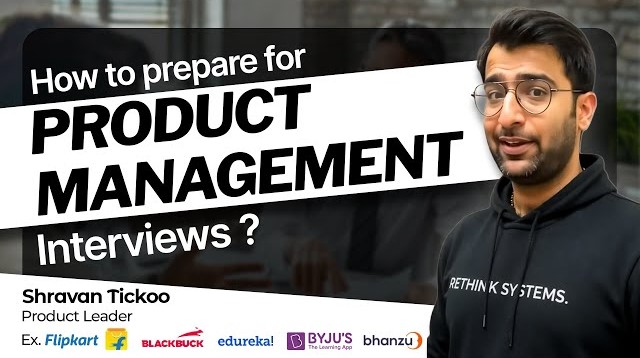 How to prepare for
PRODUCT
MANAGEMENT
Interviews ?
RETHINK SYSTEMS.
Shravan Tickoo
Product Leader
Ex. Flipkart BLACKBUCK edureka! BYJU'S The Learning App bhanzu